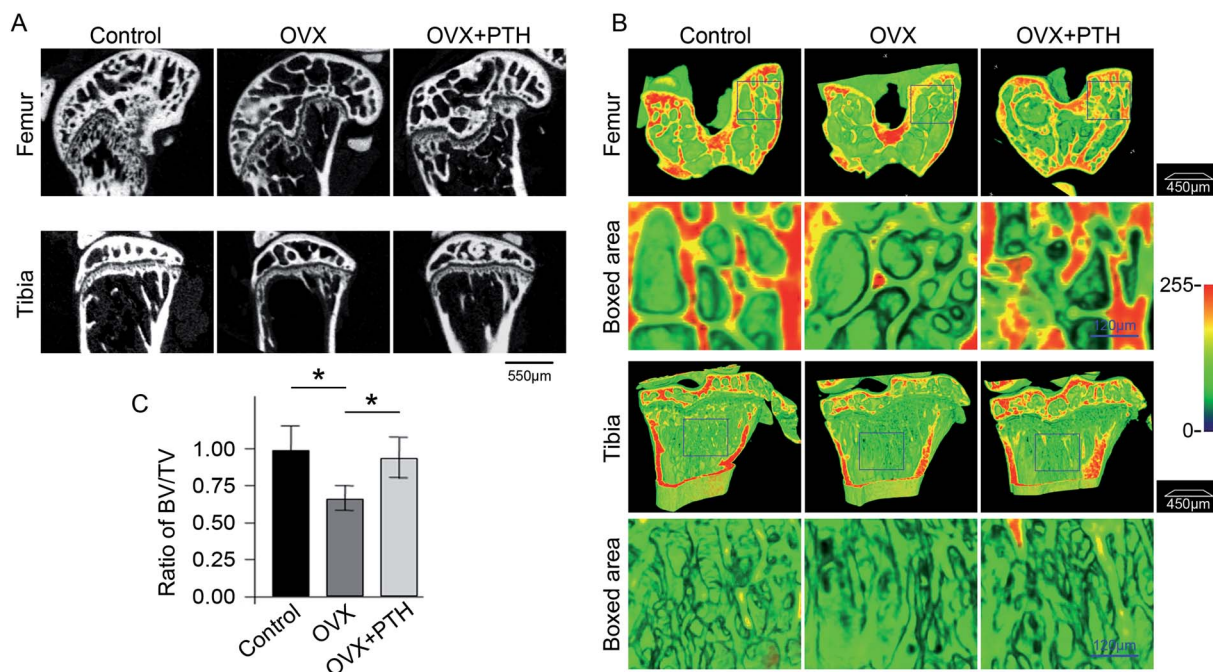 A
Control OVX OVX+PTH
Femur
Tibia
550µm
B
Control OVX OVX+PTH
Femur
450µm
Boxed area
120µm
255
0
Tibia
450µm
Boxed area
120µm
C
* *
Ratio of BV/TV
1.00
0.75
0.50
0.25
0.00
Control
OVX
OVX+PTH